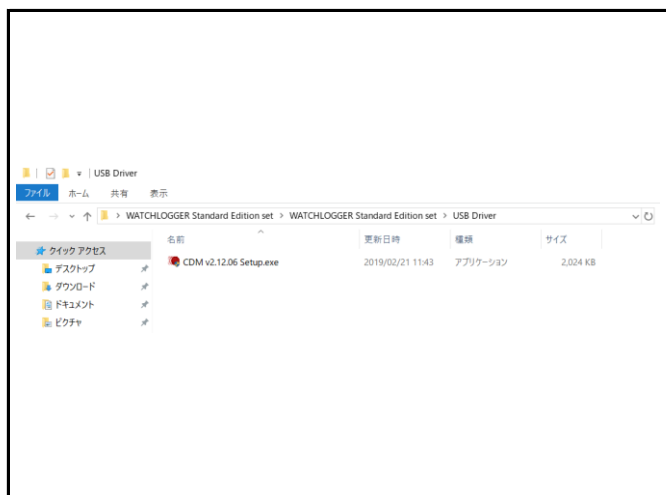 USB Driver
ファイル ホーム 共有 表示
WATCHLOGGER Standard Edition set > WATCHLOGGER Standard Edition set > USB Driver
名前 更新日時 種類 サイズ
クイック アクセス
CDM v2.12.06 Setup.exe 2019/02/21 11:43 アプリケーション 2,024 KB
デスクトップ
ダウンロード
ドキュメント
ピクチャ